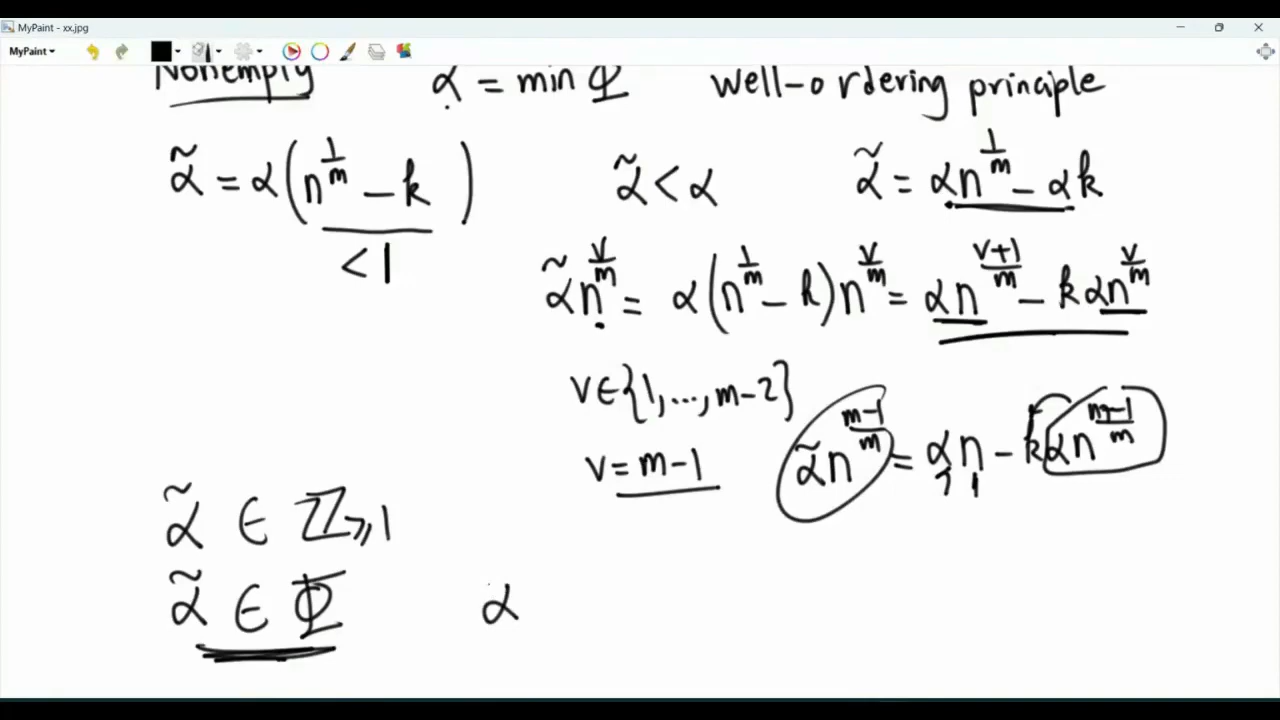 MyPaint - xx.jpg
MyPaint
Nonempty α = min Φ well-ordering principle
α̃ = α(n^{1/m} - k) α̃ < α α̃ = αn^{1/m} - αk
< 1
α̃n^{v/m} = α(n^{1/m} - k)n^{v/m} = αn^{(v+1)/m} - kαn^{v/m}
v∈{1,...,m-2}
v = m-1 α̃n^{(m-1)/m} = αn - kαn^{(m-1)/m}
α̃ ∈ ℤ⩾1
α̃ ∈ Φ α